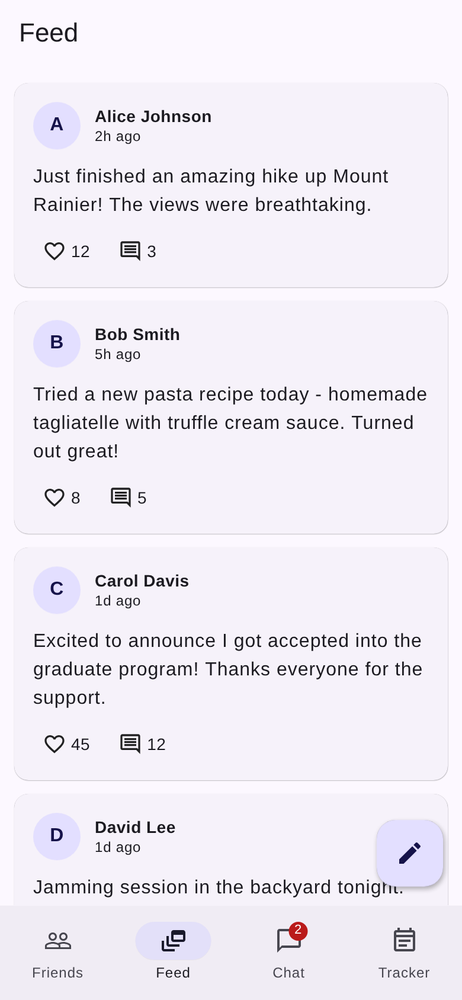 Feed
A
Alice Johnson
2h ago
Just finished an amazing hike up Mount
Rainier! The views were breathtaking.
12
3
B
Bob Smith
5h ago
Tried a new pasta recipe today - homemade
tagliatelle with truffle cream sauce. Turned
out great!
8
5
C
Carol Davis
1d ago
Excited to announce I got accepted into the
graduate program! Thanks everyone for the
support.
45
12
D
David Lee
1d ago
Jamming session in the backyard tonight.
2
Friends
Feed
Chat
Tracker